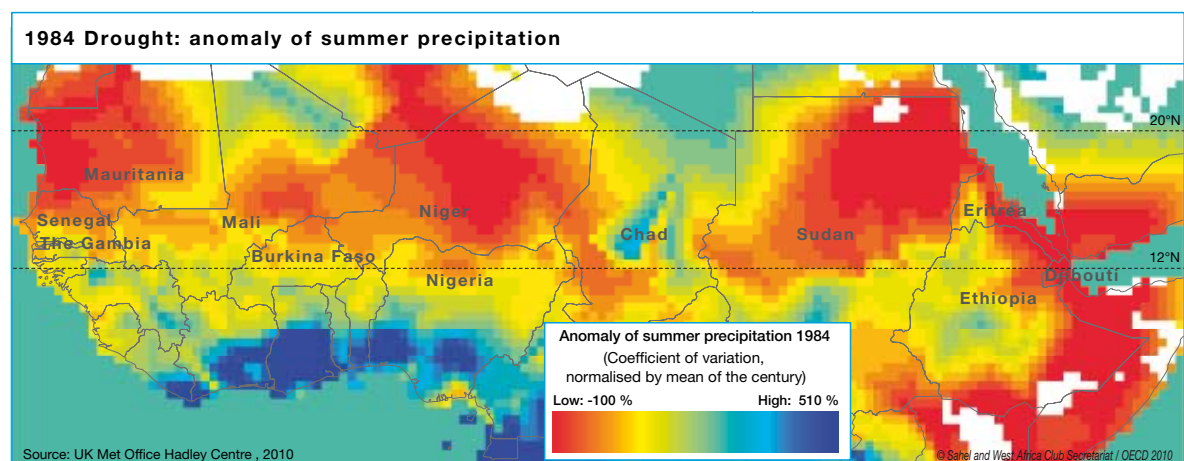 1984 Drought: anomaly of summer precipitation
20°N
Mauritania
Senegal
Mali
Niger
Chad
Sudan
Eritrea
The Gambia
Burkina Faso
12°N
Nigeria
Djibouti
Ethiopia
Anomaly of summer precipitation 1984
(Coefficient of variation,
normalised by mean of the century)
Low: -100 %
High: 510 %
Source: UK Met Office Hadley Centre , 2010
© Sahel and West Africa Club Secretariat / OECD 2010